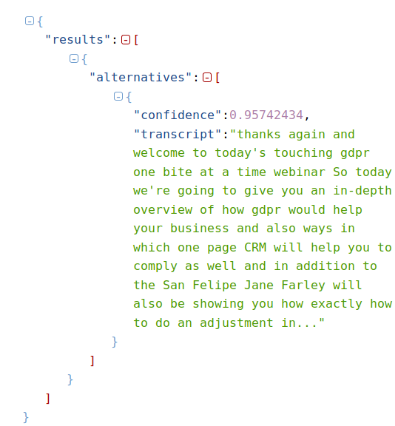 {
"results":[
{
"alternatives":[
{
"confidence":0.95742434,
"transcript":"thanks again and
welcome to today's touching gdpr
one bite at a time webinar So today
we're going to give you an in-depth
overview of how gdpr would help
your business and also ways in
which one page CRM will help you to
comply as well and in addition to
the San Felipe Jane Farley will
also be showing you how exactly how
to do an adjustment in..."
}
]
}
]
}